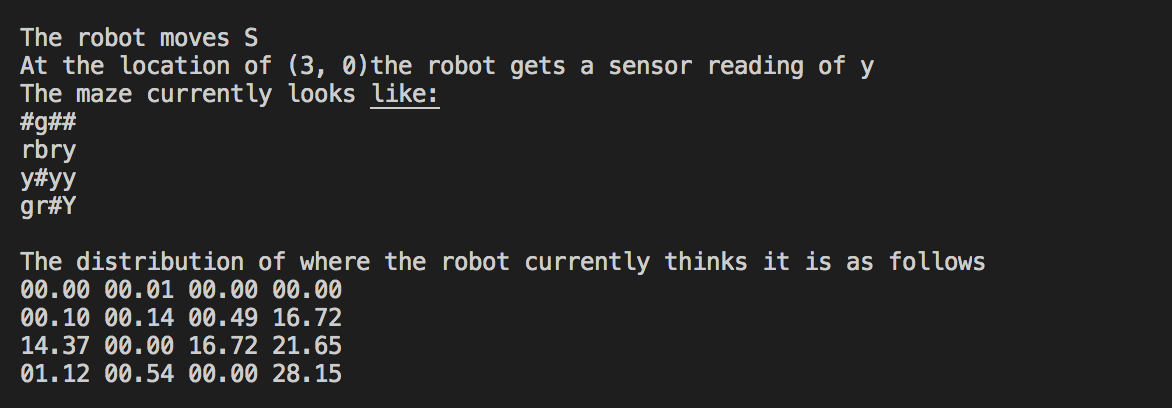 The robot moves S
At the location of (3, 0)the robot gets a sensor reading of y
The maze currently looks like:
#g##
rbry
y#yy
gr#Y
The distribution of where the robot currently thinks it is as follows
00.00 00.01 00.00 00.00
00.10 00.14 00.49 16.72
14.37 00.00 16.72 21.65
01.12 00.54 00.00 28.15